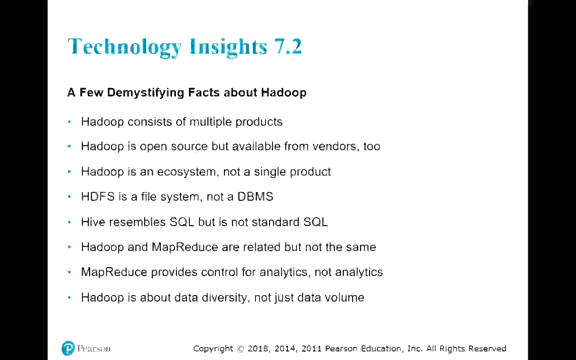 Technology Insights 7.2
A Few Demystifying Facts about Hadoop
• Hadoop consists of multiple products
• Hadoop is open source but available from vendors, too
• Hadoop is an ecosystem, not a single product
• HDFS is a file system, not a DBMS
• Hive resembles SQL but is not standard SQL
• Hadoop and MapReduce are related but not the same
• MapReduce provides control for analytics, not analytics
• Hadoop is about data diversity, not just data volume
Pearson
Copyright © 2018, 2014, 2011 Pearson Education, Inc. All Rights Reserved